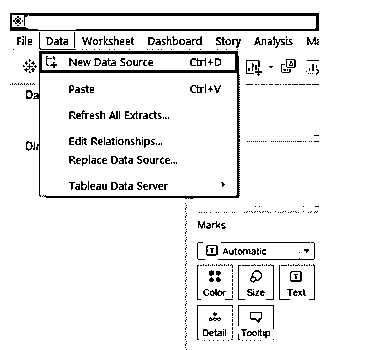 File Data Worksheet Dashboard Story Analysis Ma
New Data Source Ctrl+D
Da
Paste Ctrl+V
Refresh All Extracts...
Dir
Edit Relationships...
Replace Data Source...
Tableau Data Server
Marks
Automatic
Color Size Text
Detail Tooltip